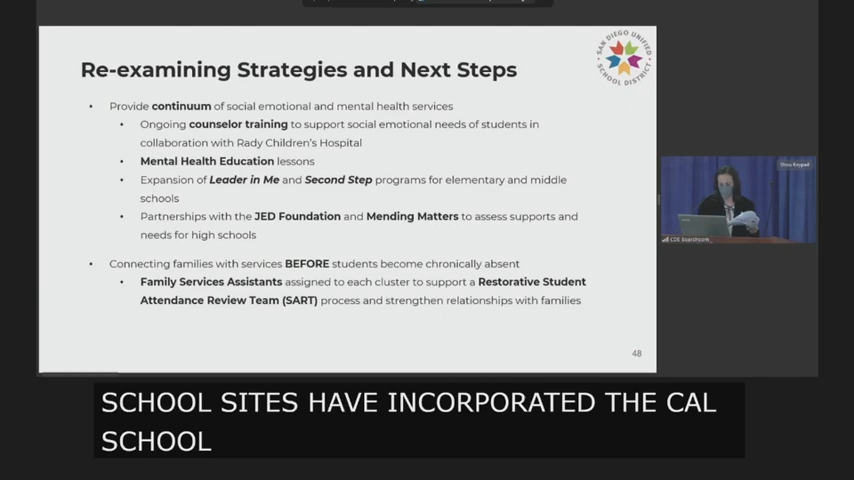 Re-examining Strategies and Next Steps
SAN DIEGO UNIFIED
SCHOOL DISTRICT
• Provide continuum of social emotional and mental health services
• Ongoing counselor training to support social emotional needs of students in
collaboration with Rady Children's Hospital
• Mental Health Education lessons
• Expansion of Leader in Me and Second Step programs for elementary and middle
schools
• Partnerships with the JED Foundation and Mending Matters to assess supports and
needs for high schools
• Connecting families with services BEFORE students become chronically absent
• Family Services Assistants assigned to each cluster to support a Restorative Student
Attendance Review Team (SART) process and strengthen relationships with families
48
Show Keypad
CDE Boardroom
SCHOOL SITES HAVE INCORPORATED THE CAL
SCHOOL